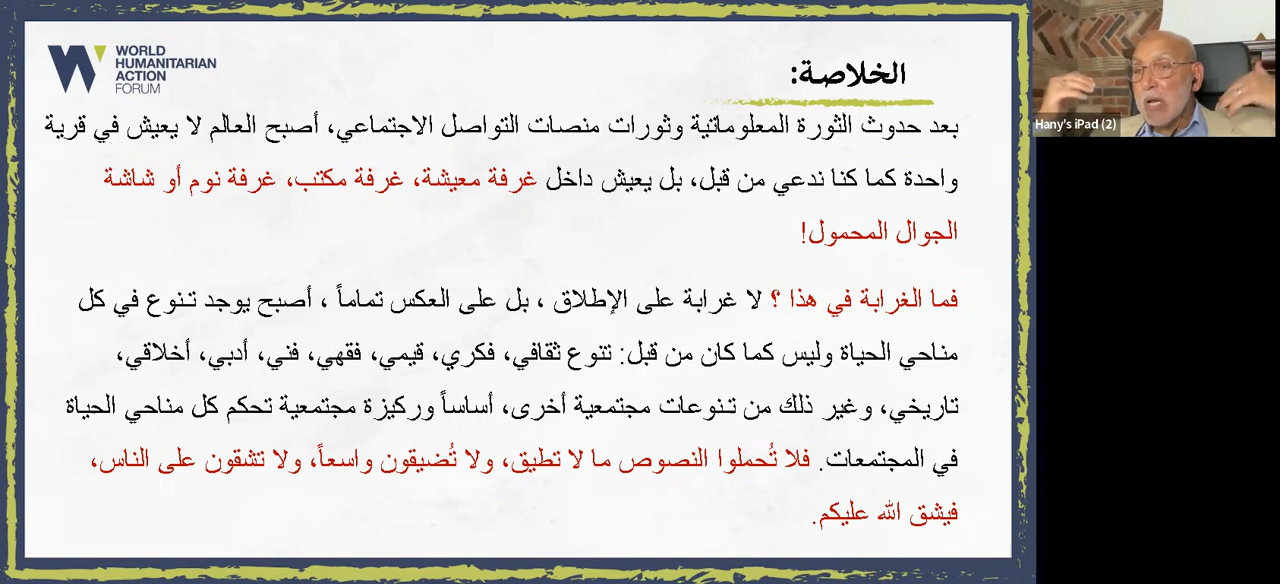 WORLD
HUMANITARIAN
ACTION
FORUM
الخلاصة:
بعد حدوث الثورة المعلوماتية وثورات منصات التواصل الاجتماعي، أصبح العالم لا يعيش في قرية
واحدة كما كنا ندعي من قبل، بل يعيش داخل غرفة معيشة، غرفة مكتب، غرفة نوم أو شاشة
الجوال المحمول!
فما الغرابة في هذا ؟ لا غرابة على الإطلاق ، بل على العكس تماماً ، أصبح يوجد تنوع في كل
مناحي الحياة وليس كما كان من قبل: تنوع ثقافي، فكري، قيمي، فقهي، فني، أدبي، أخلاقي،
تاريخي، وغير ذلك من تنوعات مجتمعية أخرى، أساساً وركيزة مجتمعية تحكم كل مناحي الحياة
في المجتمعات. فلا تُحملوا النصوص ما لا تطيق، ولا تُضيقون واسعاً، ولا تشقون على الناس،
فيشق الله عليكم.
Hany's iPad (2)